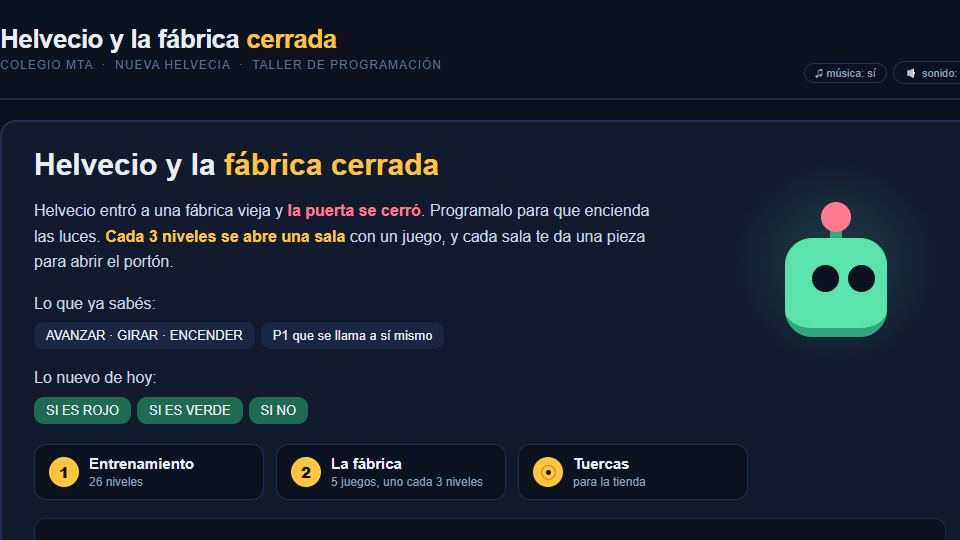 Helvecio y la fábrica cerrada
COLEGIO MTA · NUEVA HELVECIA · TALLER DE PROGRAMACIÓN
♫ música: sí
sonido:
Helvecio y la fábrica cerrada
Helvecio entró a una fábrica vieja y la puerta se cerró. Programalo para que encienda
las luces. Cada 3 niveles se abre una sala con un juego, y cada sala te da una pieza
para abrir el portón.
Lo que ya sabés:
AVANZAR · GIRAR · ENCENDER
P1 que se llama a sí mismo
Lo nuevo de hoy:
SI ES ROJO
SI ES VERDE
SI NO
1
Entrenamiento
26 niveles
2
La fábrica
5 juegos, uno cada 3 niveles
Tuercas
para la tienda